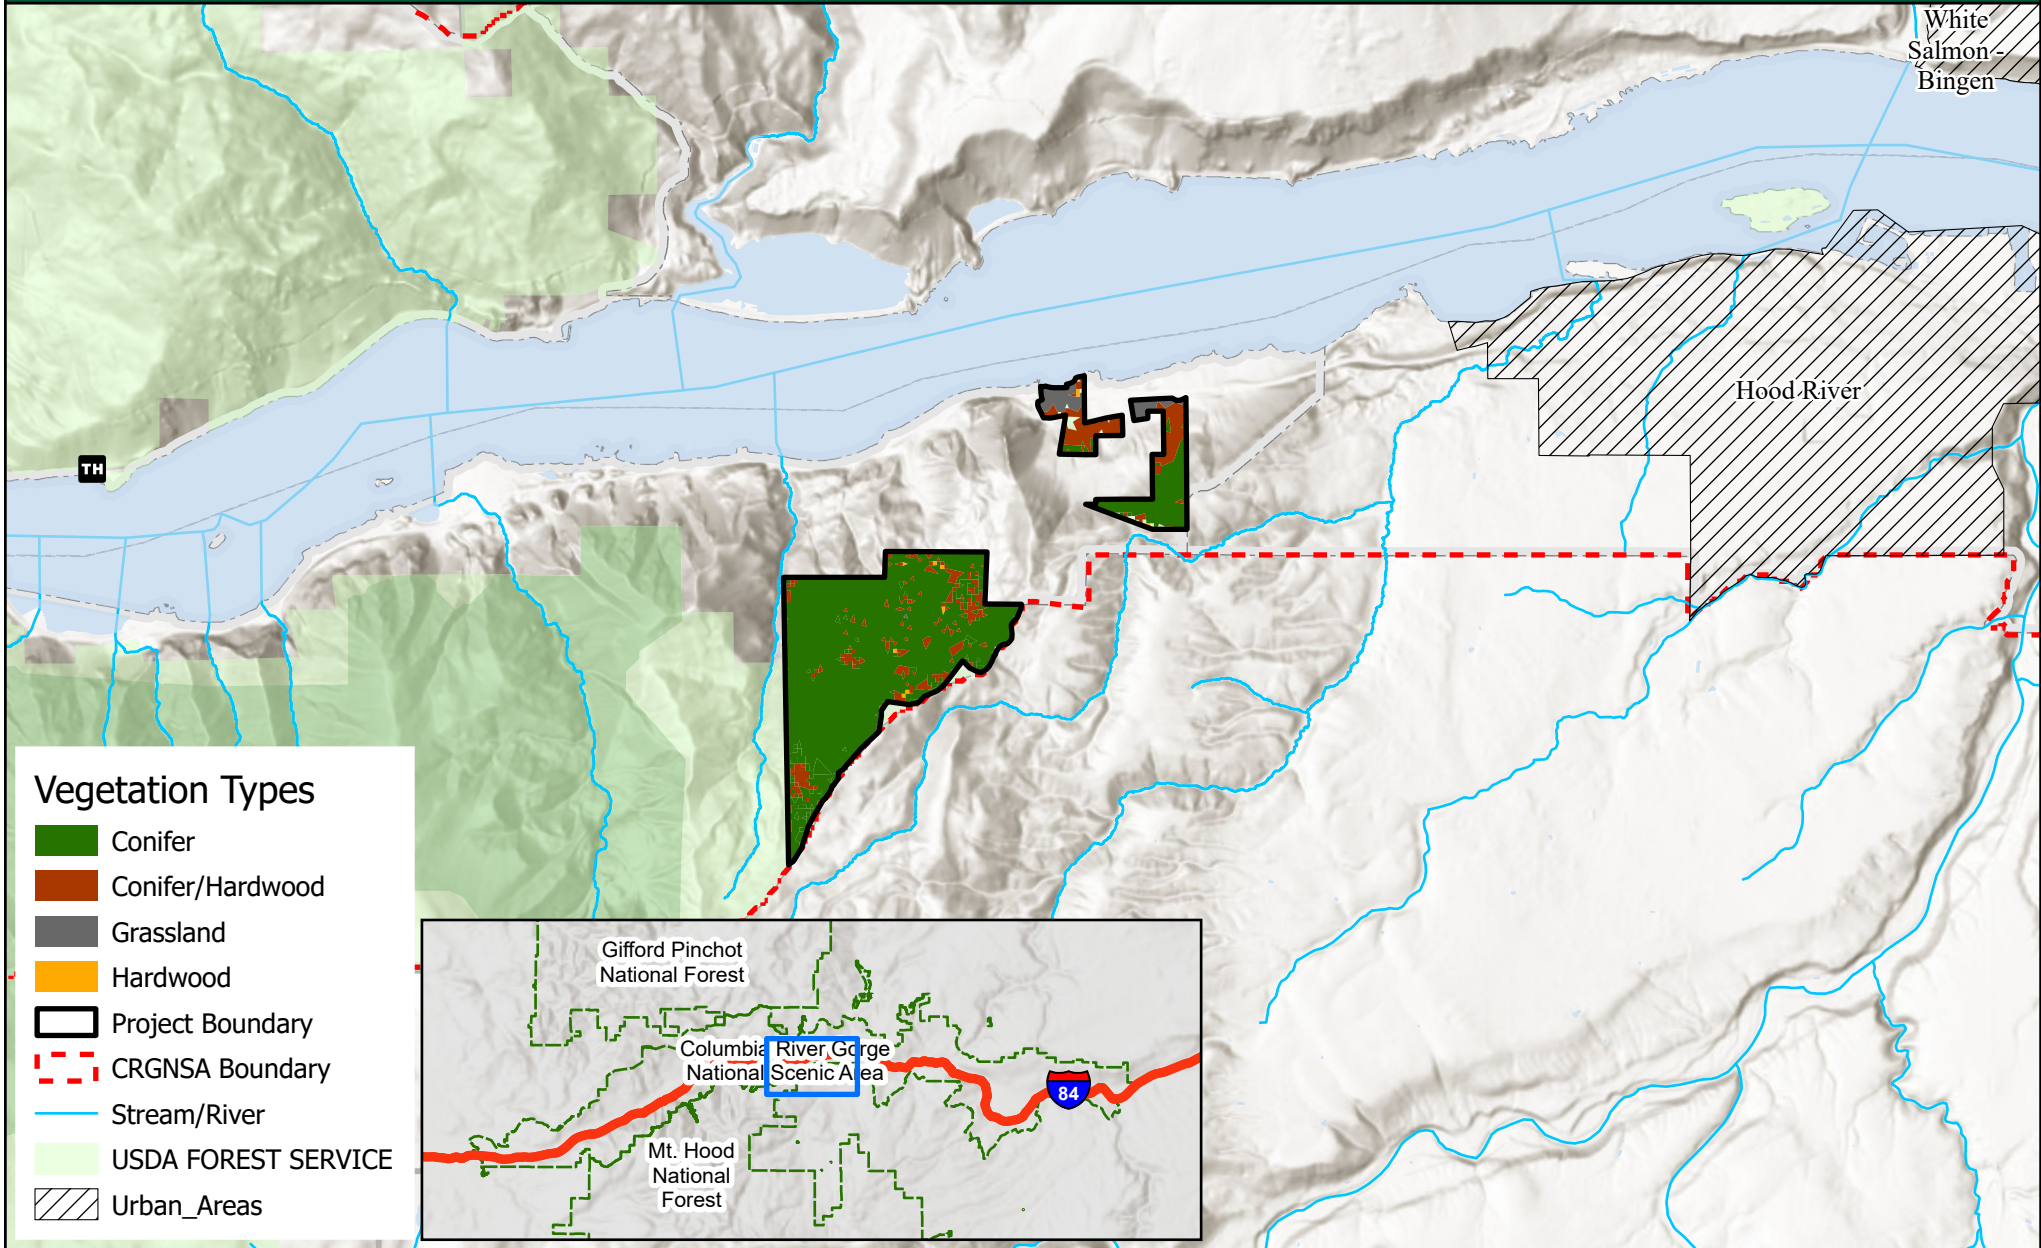 White
Salmon -
Bingen
Hood River
TH
Vegetation Types
Conifer
Conifer/Hardwood
Grassland
Hardwood
Project Boundary
CRGNSA Boundary
Stream/River
USDA FOREST SERVICE
Urban_Areas
Gifford Pinchot
National Forest
Columbia River Gorge
National Scenic Area
84
Mt. Hood
National
Forest